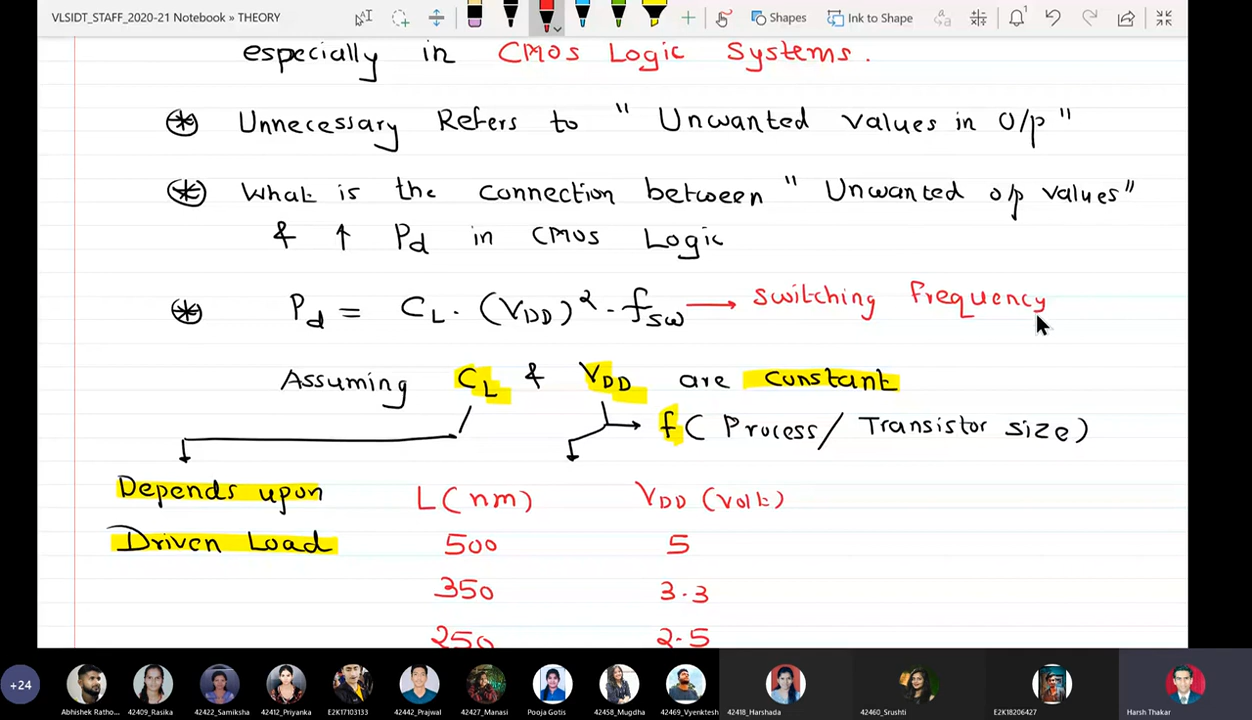 VLSIDT_STAFF_2020-21 Notebook » THEORY
Shapes
Ink to Shape
especially in CMOS Logic Systems.
Unnecessary Refers to "Unwanted values in O/p"
What is the connection between "Unwanted o/p values"
& ↑ Pd in CMOS Logic
Pd = CL . (VDD)² . fsw → switching frequency
Assuming CL & VDD are constant
f ( Process/ Transistor size)
Depends upon L(nm) VDD (volt)
Driven Load 500 5
350 3.3
250 2.5
+24
Abhishek Ratho...
42409_Rasika
42422_Samiksha
42412_Priyanka
E2K17103133
42442_Prajwal
42427_Manasi
Pooja Gotis
42458_Mugdha
42469_Vyenktesh
42418_Harshada
42460_Srushti
E2K18206427
Harsh Thakar